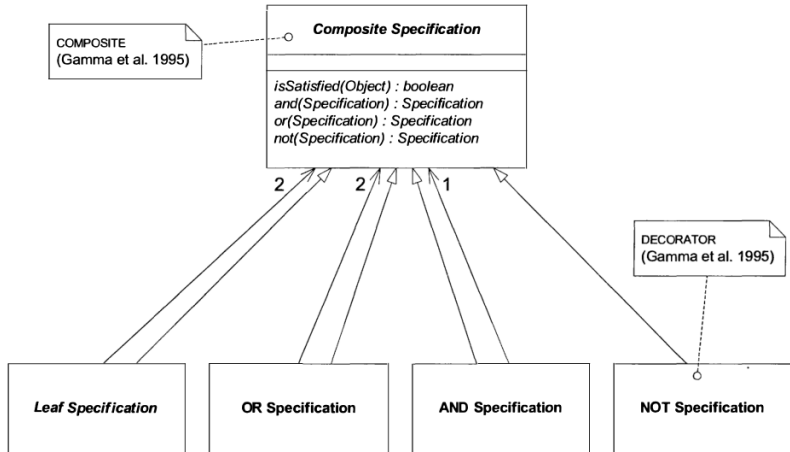 Composite Specification
COMPOSITE
(Gamma et al. 1995)
isSatisfied(Object) : boolean
and(Specification) : Specification
or(Specification) : Specification
not(Specification) : Specification
2
2
1
DECORATOR
(Gamma et al. 1995)
Leaf Specification
OR Specification
AND Specification
NOT Specification